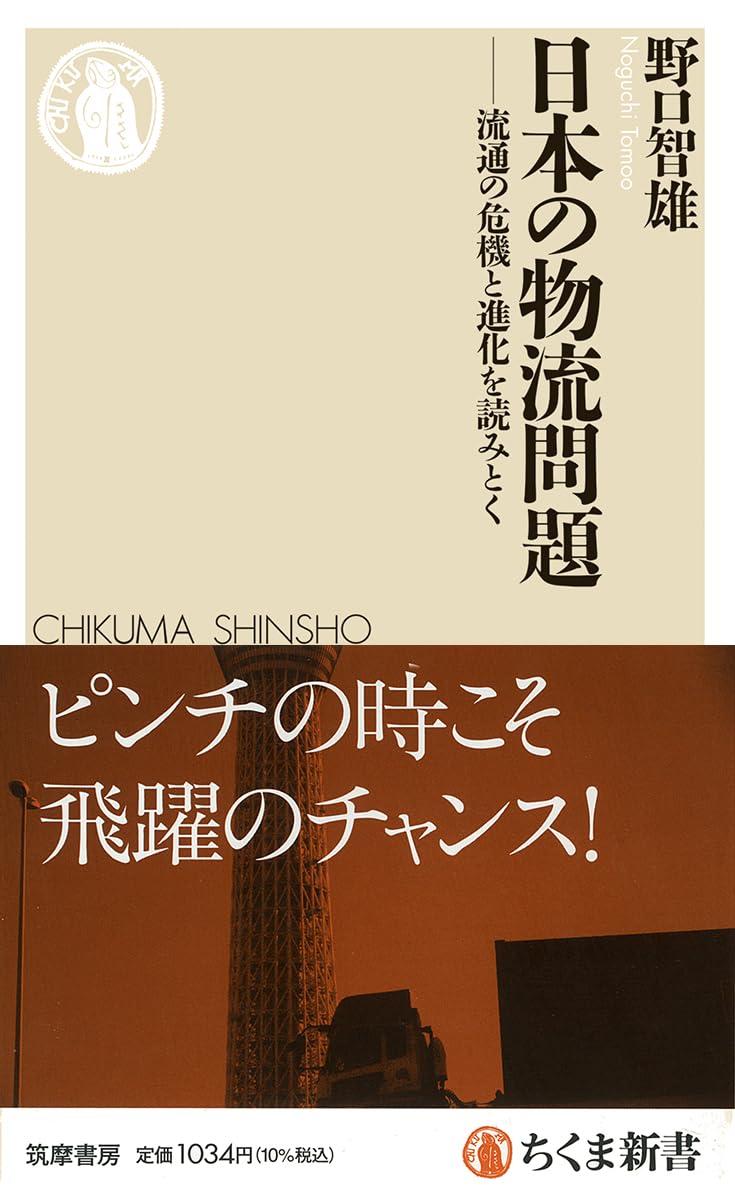 野口智雄
Noguchi Tomoo
日本の物流問題
──流通の危機と進化を読みとく
CHIKUMA
CHIKUMA SHINSHO
ピンチの時こそ
飛躍のチャンス!
筑摩書房 定価1034円(10%税込)
ちくま新書